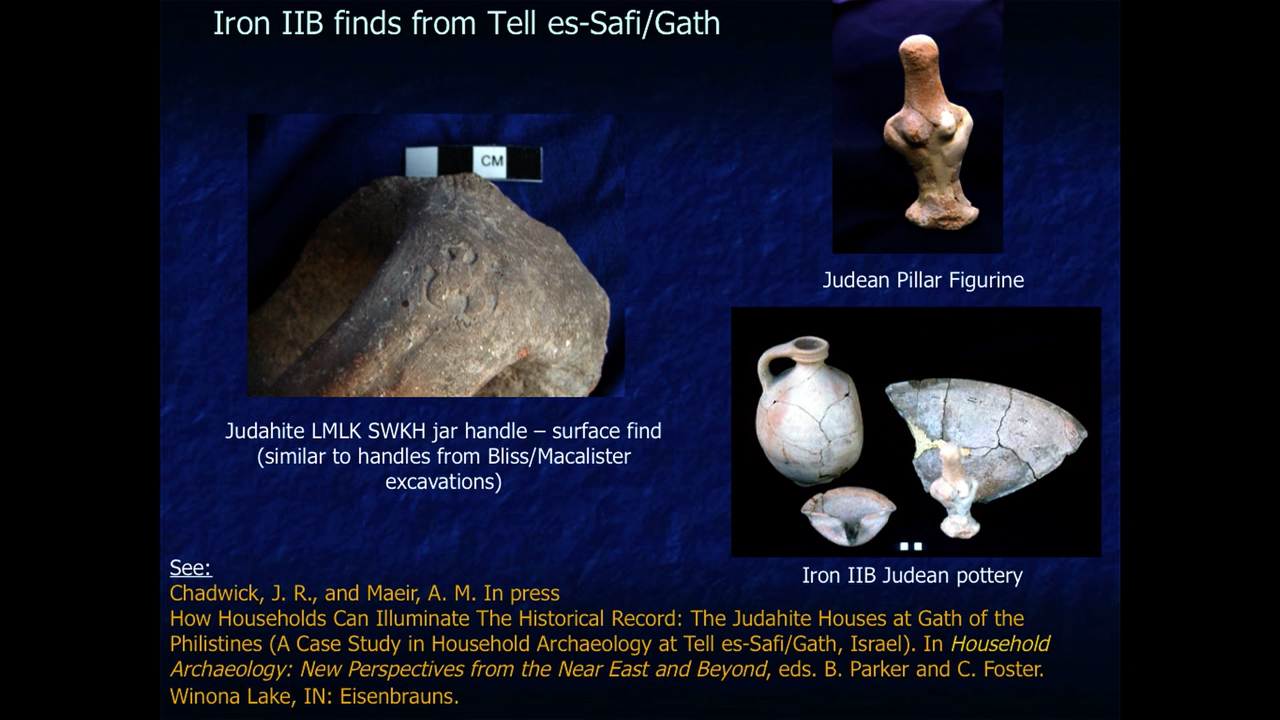 Iron IIB finds from Tell es-Safi/Gath
CM
Judean Pillar Figurine
Judahite LMLK SWKH jar handle – surface find
(similar to handles from Bliss/Macalister
excavations)
Iron IIB Judean pottery
See:
Chadwick, J. R., and Maeir, A. M. In press
How Households Can Illuminate The Historical Record: The Judahite Houses at Gath of the
Philistines (A Case Study in Household Archaeology at Tell es-Safi/Gath, Israel). In Household
Archaeology: New Perspectives from the Near East and Beyond, eds. B. Parker and C. Foster.
Winona Lake, IN: Eisenbrauns.